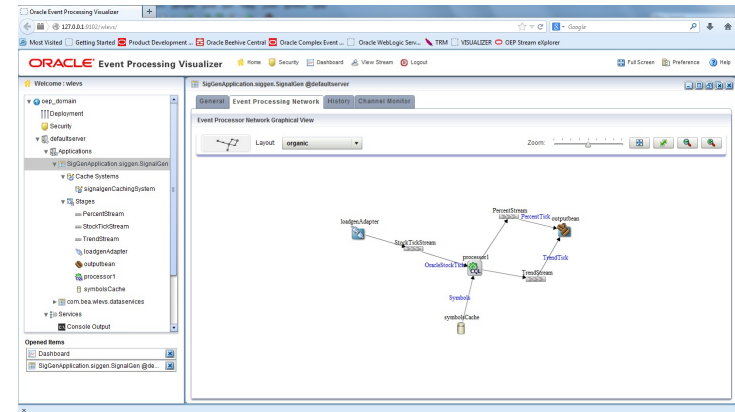 Oracle Event Processing Visualizer
127.0.0.1:9102/wlevs/
Google
Most Visited Getting Started Product Development ... Oracle Beehive Central Oracle Complex Event ... Oracle WebLogic Serv... TRM VISUALIZER OEP Stream eXplorer
ORACLE Event Processing Visualizer Home Security Dashboard View Stream Logout Full Screen Preference Help
Welcome : wlevs
oep_domain
Deployment
Security
defaultserver
Applications
SigGenApplication.siggen.SignalGen
Cache Systems
signalgenCachingSystem
Stages
PercentStream
StockTickStream
TrendStream
loadgenAdapter
outputbean
processor1
symbolsCache
com.bea.wlevs.dataservices
Services
Console Output
Opened Items
Dashboard
SigGenApplication.siggen.SignalGen @de...
SigGenApplication.siggen.SignalGen @defaultserver
General Event Processing Network History Channel Monitor
Event Processor Network Graphical View
Layout organic Zoom:
PercentStream
PercentTick outputbean
loadgenAdapter
StockTickStream
processor1
TrendTick
OracleStockTick
CQL
TrendStream
Symbols
symbolsCache